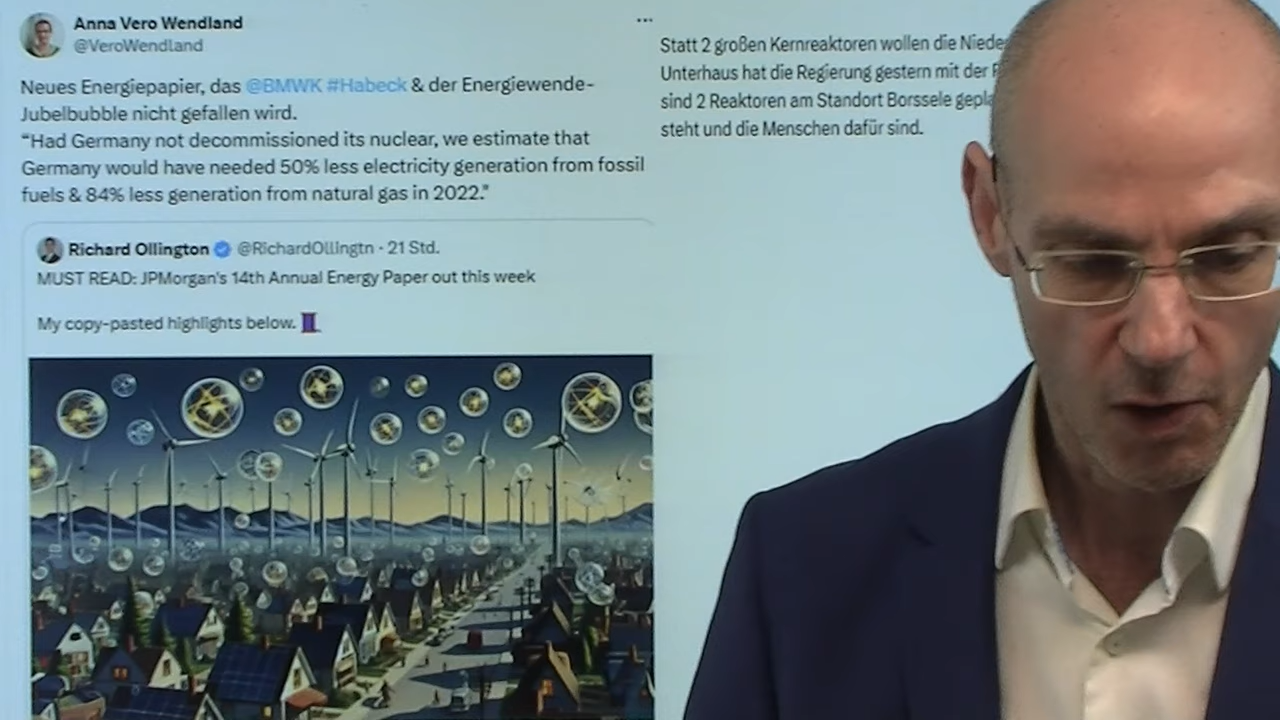 Anna Vero Wendland
@VeroWendland
Neues Energiepapier, das @BMWK #Habeck & der Energiewende-
Jubelbubble nicht gefallen wird.
“Had Germany not decommissioned its nuclear, we estimate that
Germany would have needed 50% less electricity generation from fossil
fuels & 84% less generation from natural gas in 2022.”
Richard Ollington @RichardOllingtn · 21 Std.
MUST READ: JPMorgan's 14th Annual Energy Paper out this week
My copy-pasted highlights below.
Statt 2 großen Kernreaktoren wollen die
Unterhaus hat die Regierung gestern mit der
sind 2 Reaktoren am Standort Borssele
steht und die Menschen dafür sind.